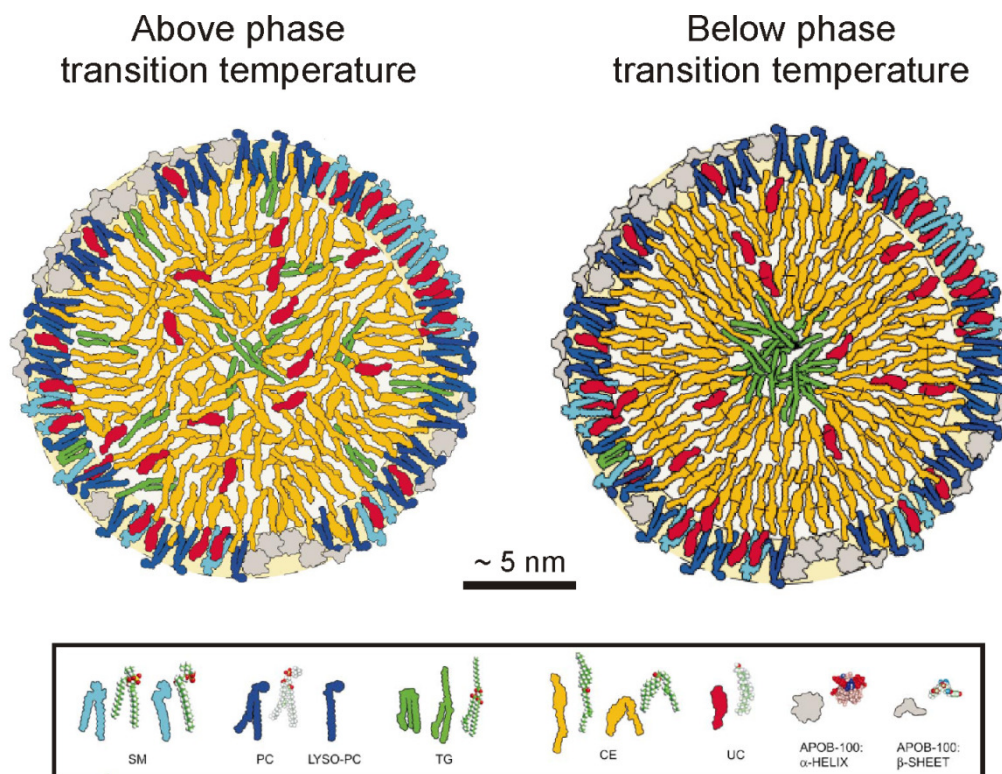 Above phase
transition temperature
Below phase
transition temperature
~ 5 nm
SM
PC
LYSO-PC
TG
CE
UC
APOB-100:
α-HELIX
APOB-100:
β-SHEET